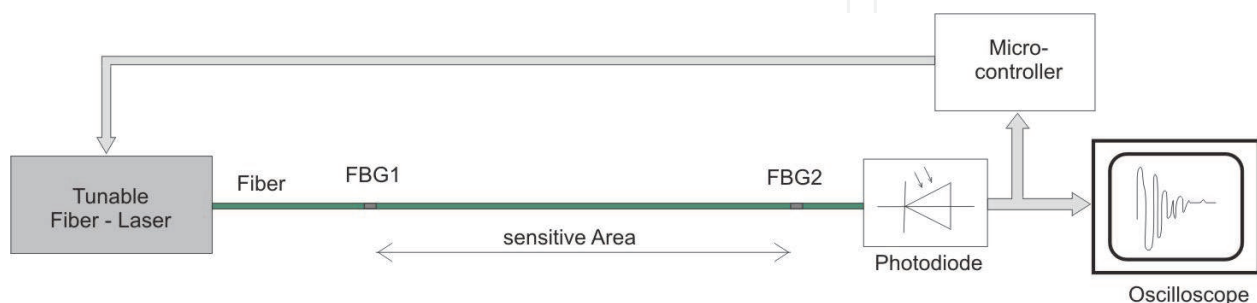 Micro-
controller
Tunable
Fiber - Laser
Fiber
FBG1
FBG2
sensitive Area
Photodiode
Oscilloscope